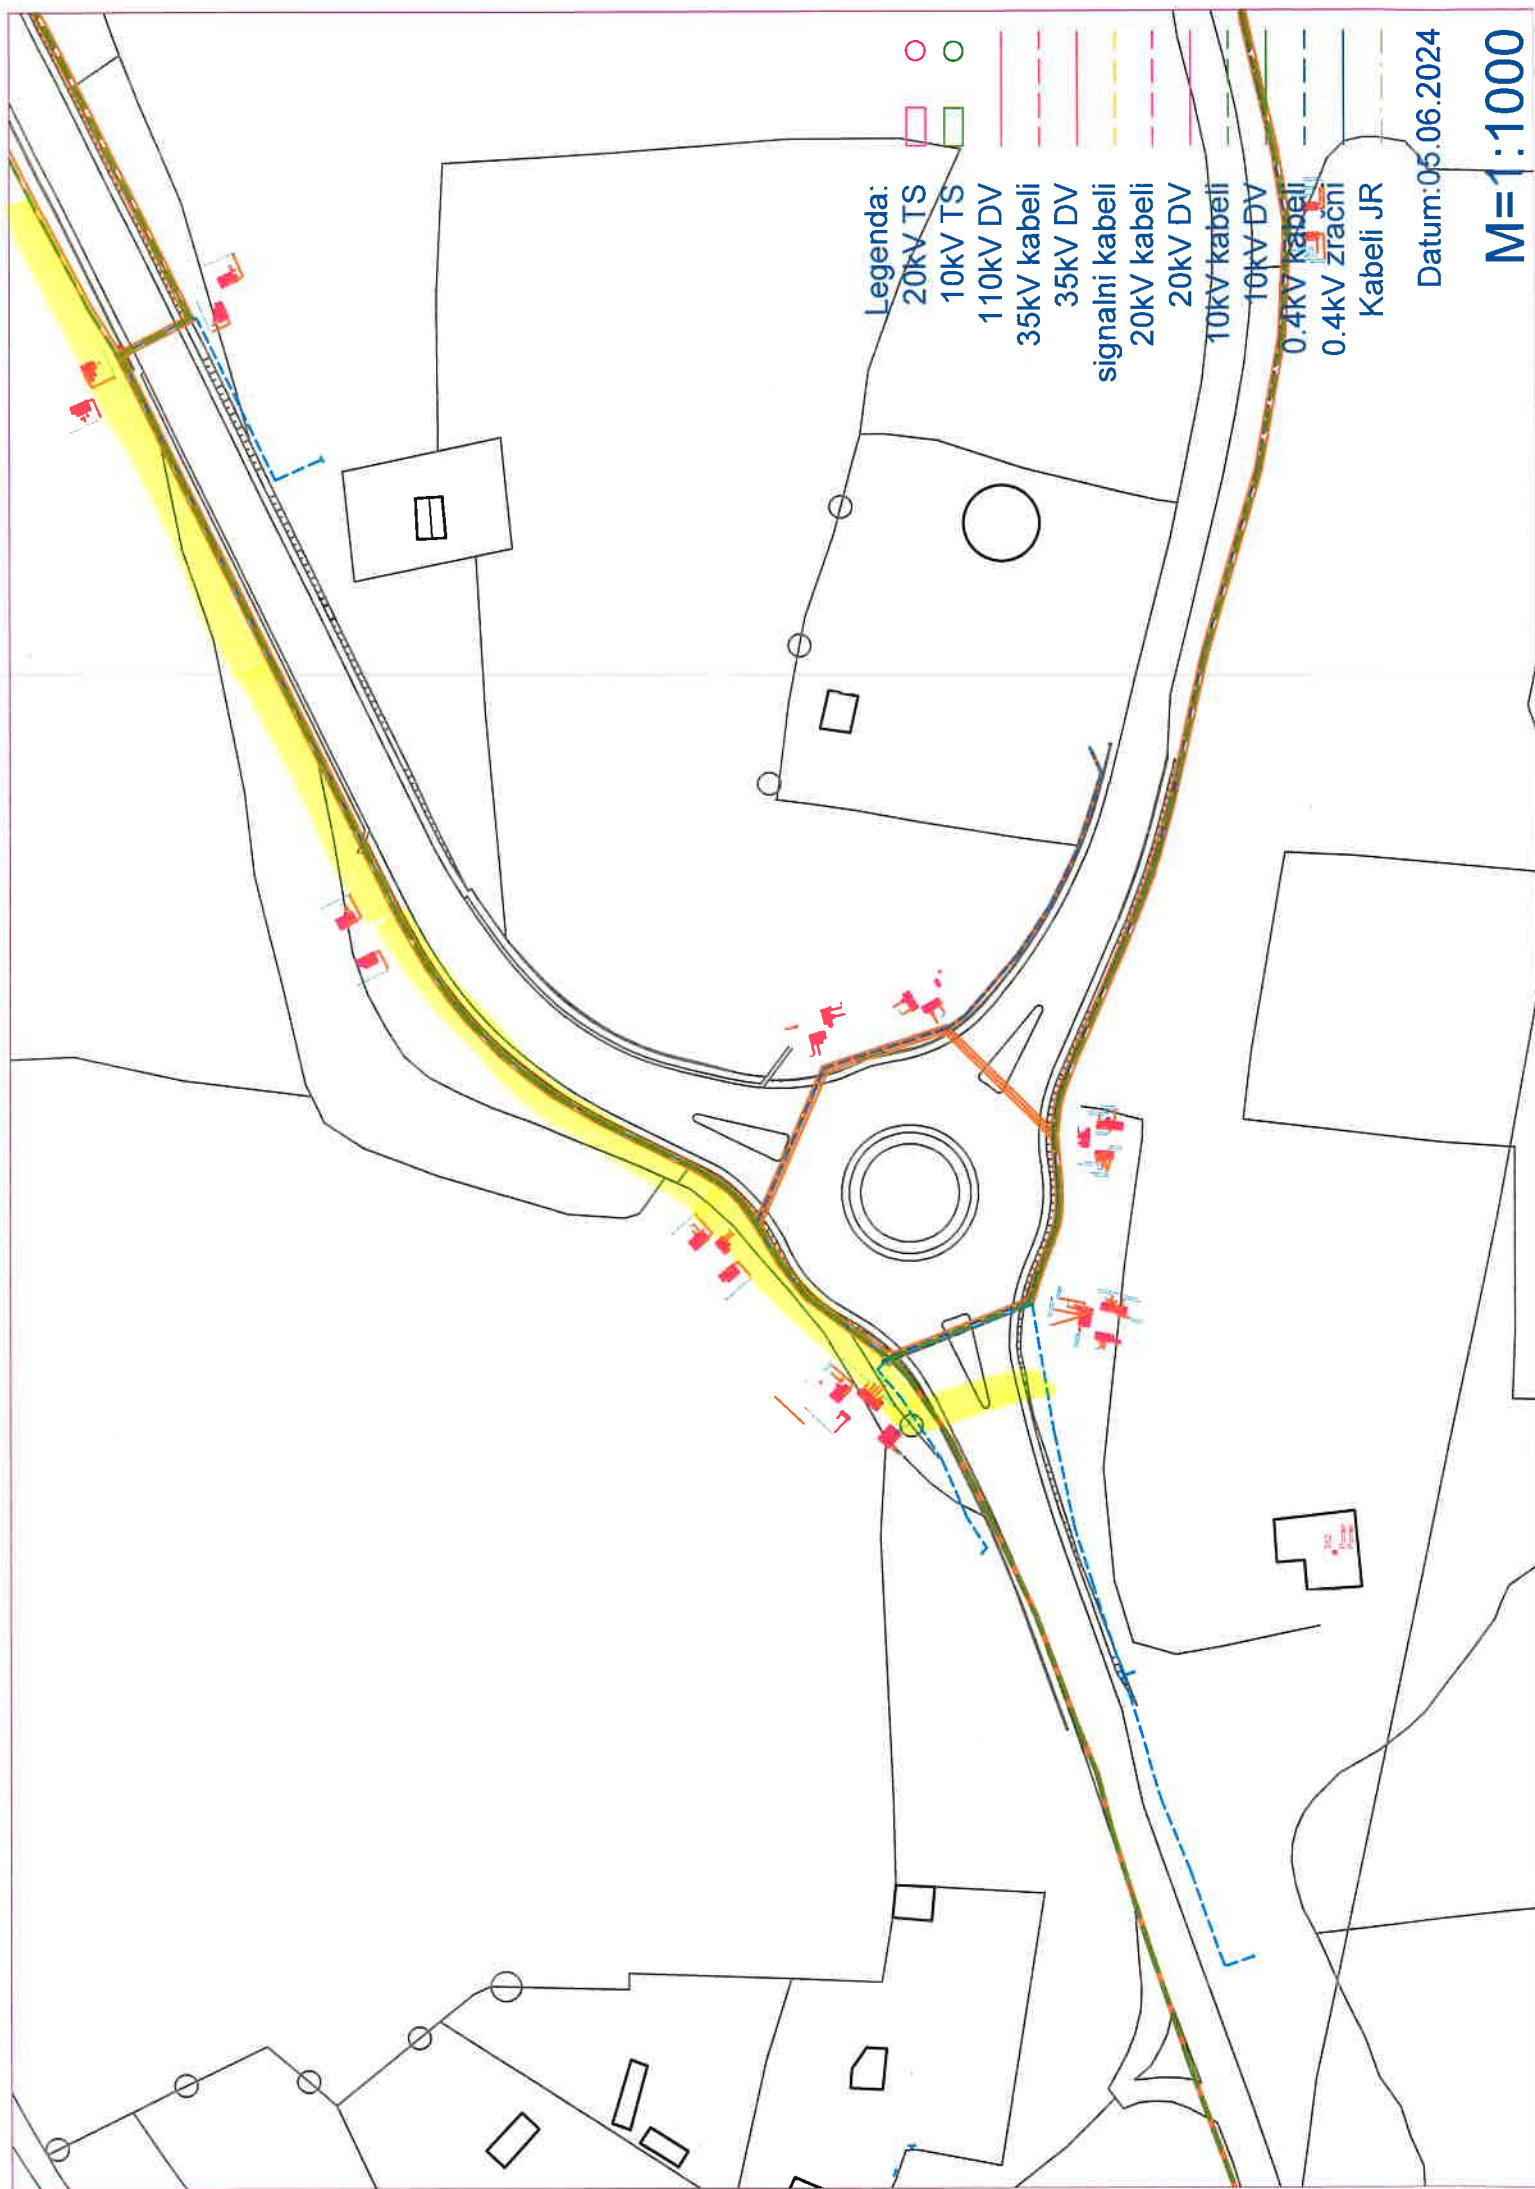 Legenda:
20kV TS
10kV TS
110kV DV
35kV kabeli
35kV DV
signalni kabeli
20kV kabeli
20kV DV
10kV kabeli
10kV DV
0.4kV kabeli
0.4kV zračni
Kabeli JR
Datum:05.06.2024
M=1:1000